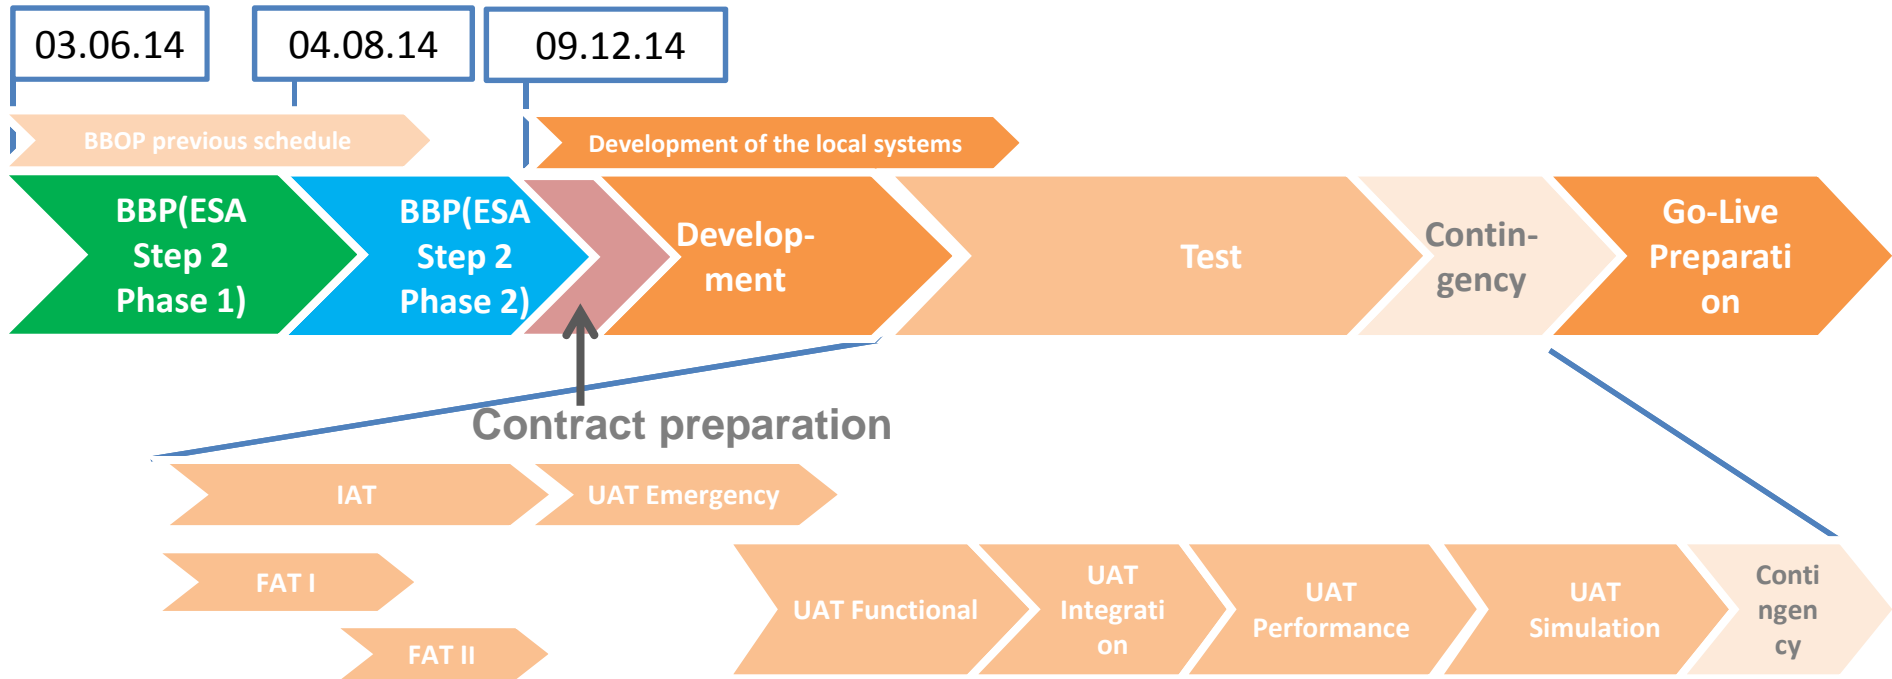 03.06.14
04.08.14
09.12.14
BBOP previous schedule
Development of the local systems
BBP(ESA
Step 2
Phase 1)
BBP(ESA
Step 2
Phase 2)
Develop-
ment
Test
Contin-
gency
Go-Live
Preparati
on
Contract preparation
IAT
UAT Emergency
FAT I
FAT II
UAT Functional
UAT
Integrati
on
UAT
Performance
UAT
Simulation
Conti
ngen
cy